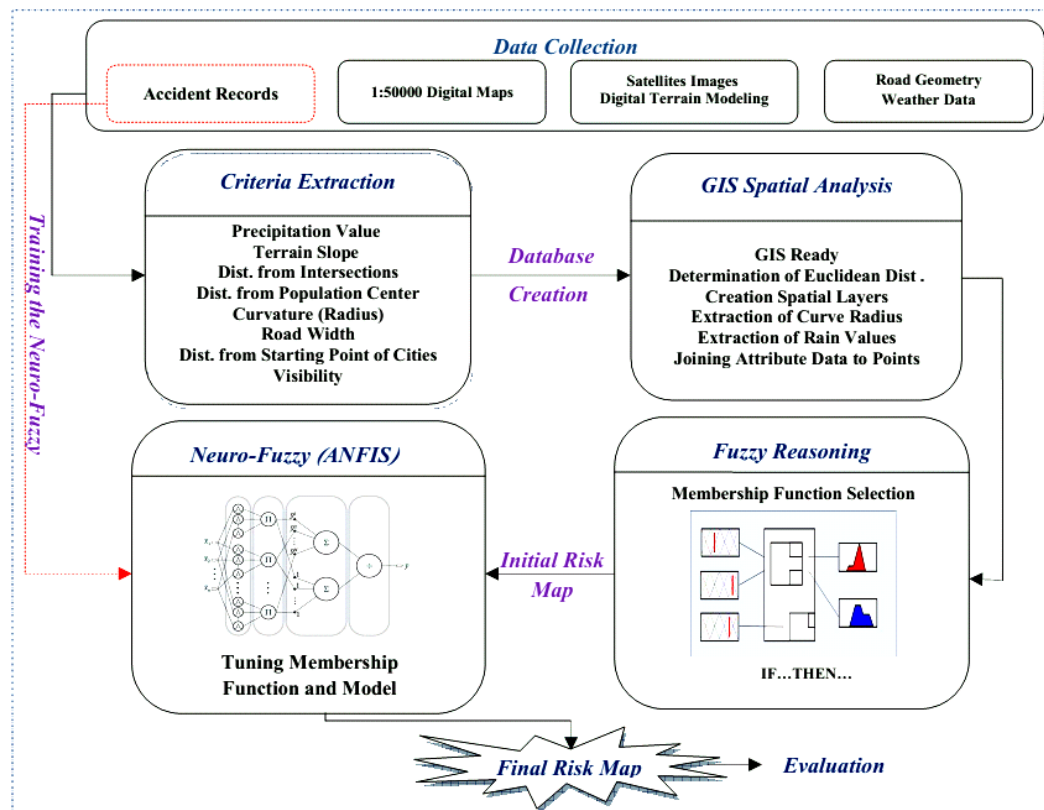 Data Collection
Accident Records
1:50000 Digital Maps
Satellites Images
Digital Terrain Modeling
Road Geometry
Weather Data
Training the Neuro-Fuzzy
Criteria Extraction
Precipitation Value
Terrain Slope
Dist. from Intersections
Dist. from Population Center
Curvature (Radius)
Road Width
Dist. from Starting Point of Cities
Visibility
Database
Creation
GIS Spatial Analysis
GIS Ready
Determination of Euclidean Dist .
Creation Spatial Layers
Extraction of Curve Radius
Extraction of Rain Values
Joining Attribute Data to Points
Neuro-Fuzzy (ANFIS)
Tuning Membership
Function and Model
Initial Risk
Map
Fuzzy Reasoning
Membership Function Selection
IF...THEN...
Final Risk Map
Evaluation